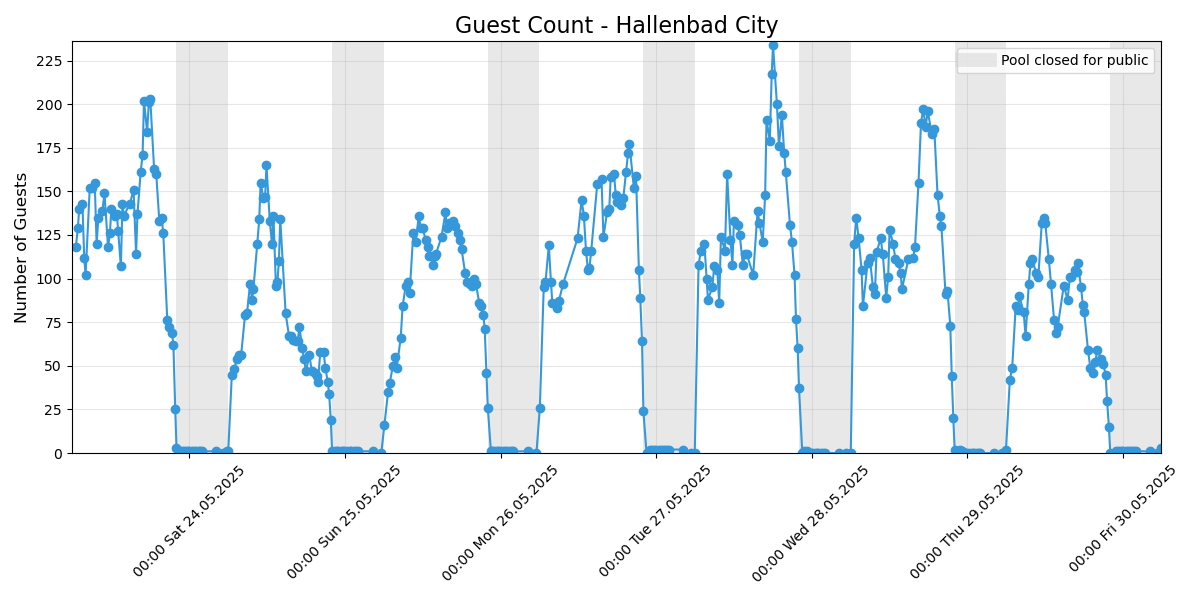 Guest Count - Hallenbad City
Pool closed for public
Number of Guests
225
200
175
150
125
100
75
50
25
0
00:00 Sat 24.05.2025
00:00 Sun 25.05.2025
00:00 Mon 26.05.2025
00:00 Tue 27.05.2025
00:00 Wed 28.05.2025
00:00 Thu 29.05.2025
00:00 Fri 30.05.2025